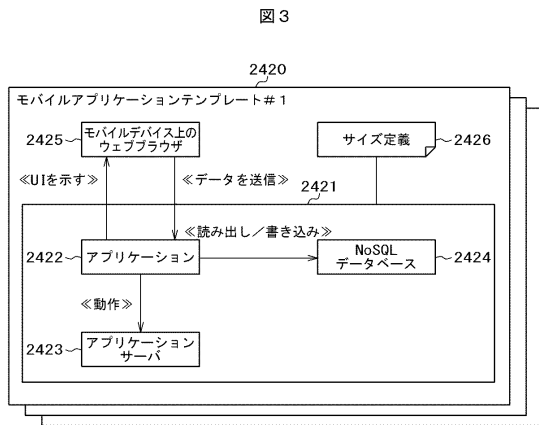 図３
2420
モバイルアプリケーションテンプレート＃１
2425
モバイルデバイス上の
ウェブブラウザ
サイズ定義
2426
≪UIを示す≫
≪データを送信≫
2421
≪読み出し／書き込み≫
2422
アプリケーション
NoSQL
データベース
2424
≪動作≫
2423
アプリケーション
サーバ